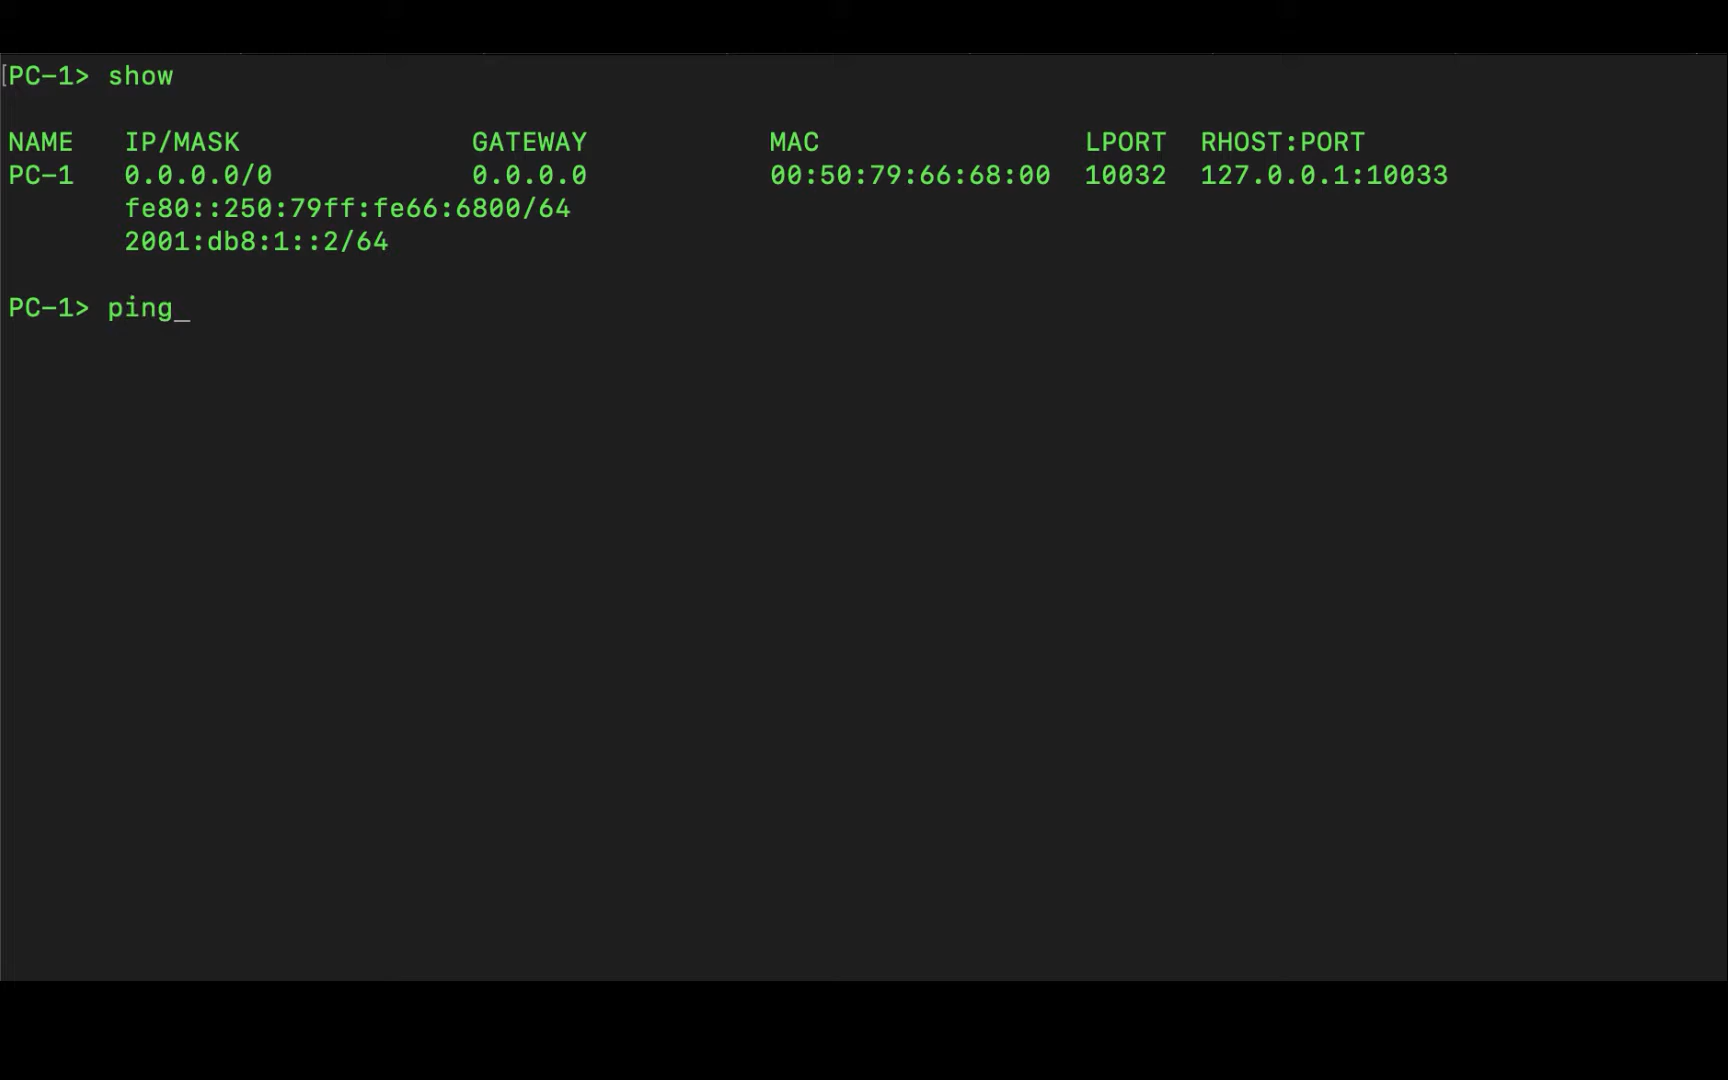 [PC-1> show
NAME IP/MASK GATEWAY MAC LPORT RHOST:PORT
PC-1 0.0.0.0/0 0.0.0.0 00:50:79:66:68:00 10032 127.0.0.1:10033
fe80::250:79ff:fe66:6800/64
2001:db8:1::2/64
PC-1> ping_